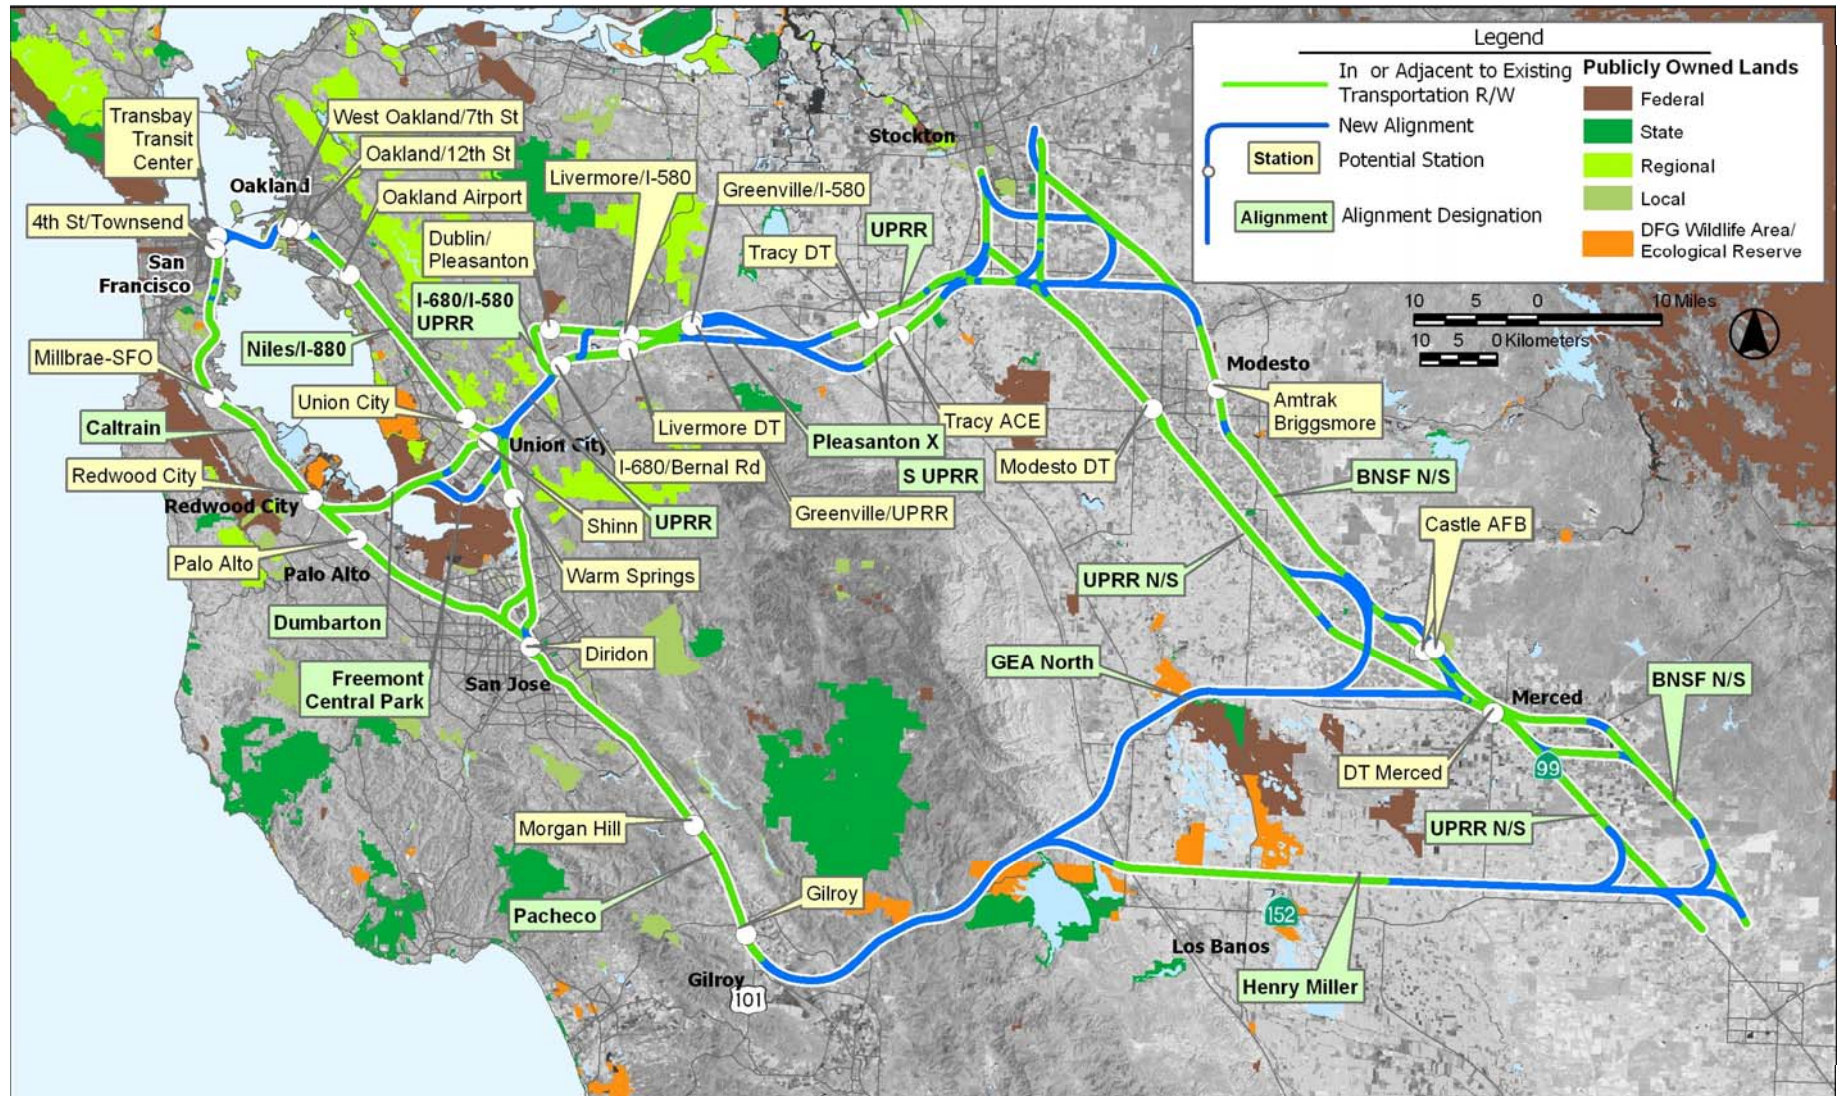 Legend
In or Adjacent to Existing
Transportation R/W
New Alignment
Station
Potential Station
Alignment
Alignment Designation
Publicly Owned Lands
Federal
State
Regional
Local
DFG Wildlife Area/
Ecological Reserve
10 5 0 10 Miles
10 5 0 Kilometers
Transbay
Transit
Center
West Oakland/7th St
Oakland/12th St
Oakland
Oakland Airport
4th St/Townsend
San
Francisco
Livermore/I-580
Greenville/I-580
Stockton
Dublin/
Pleasanton
Tracy DT
UPRR
I-680/I-580
UPRR
Niles/I-880
Millbrae-SFO
Union City
Caltrain
Union City
Livermore DT
Pleasanton X
Tracy ACE
Modesto
Amtrak
Briggsmore
I-680/Bernal Rd
S UPRR
Modesto DT
BNSF N/S
Redwood City
Redwood City
Shinn
UPRR
Greenville/UPRR
Castle AFB
Palo Alto
Palo Alto
Warm Springs
UPRR N/S
Dumbarton
Diridon
San Jose
Freemont
Central Park
GEA North
Merced
BNSF N/S
DT Merced
99
Morgan Hill
UPRR N/S
Gilroy
Pacheco
152
Los Banos
Gilroy
101
Henry Miller